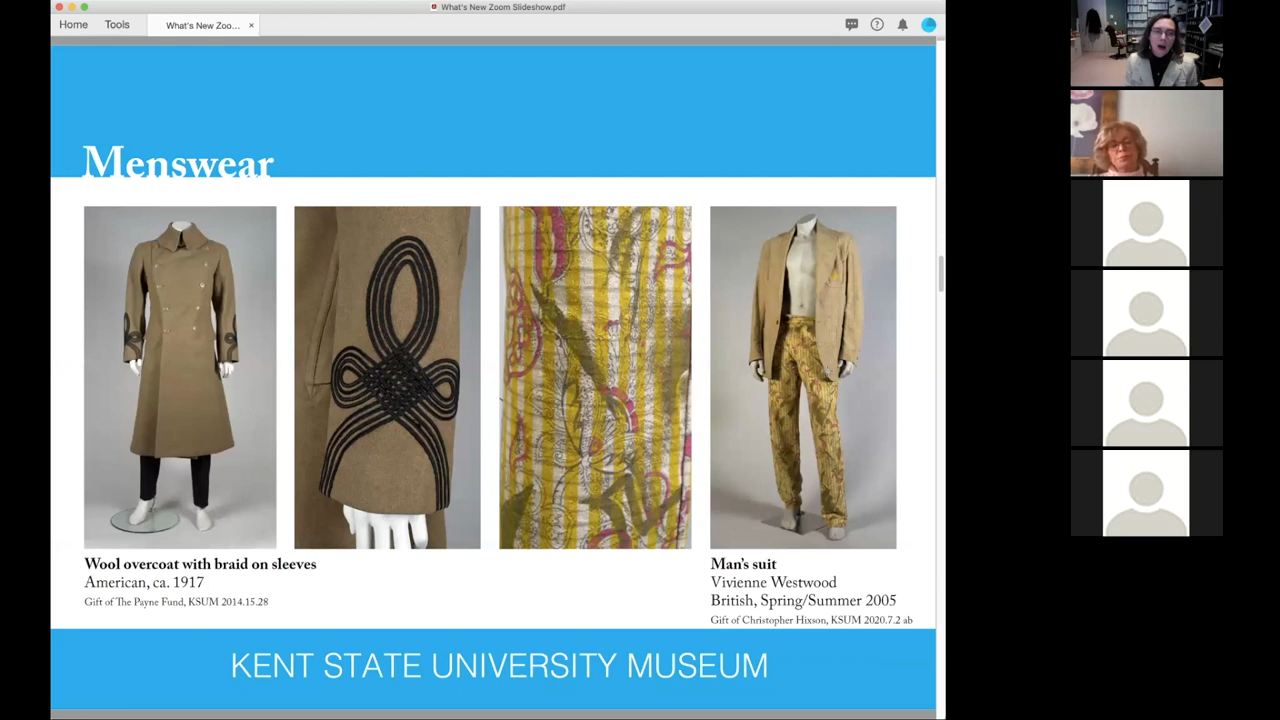 What's New Zoom Slideshow.pdf
Home Tools What's New Zoo... ×
Menswear
Wool overcoat with braid on sleeves
American, ca. 1917
Gift of The Payne Fund, KSUM 2014.15.28
Man's suit
Vivienne Westwood
British, Spring/Summer 2005
Gift of Christopher Hixson, KSUM 2020.7.2 ab
KENT STATE UNIVERSITY MUSEUM